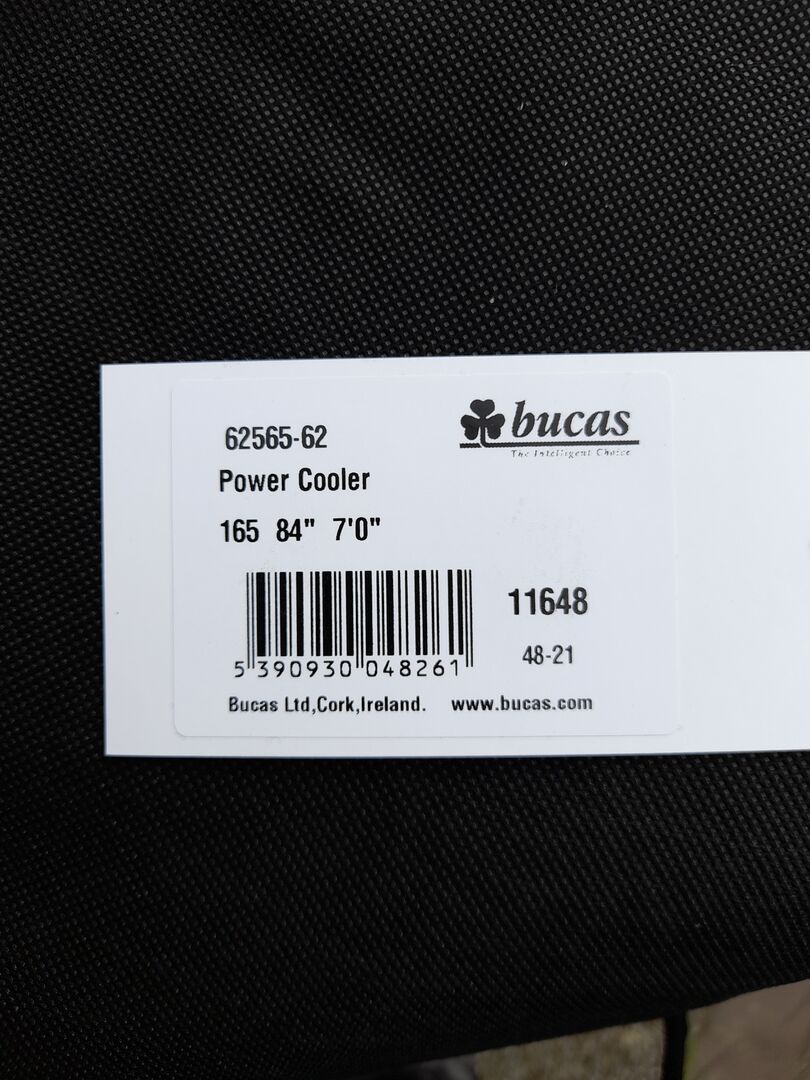 62565-62
bucas
The Intelligent Choice
Power Cooler
165 84" 7'0"
11648
48-21
5 390930 048261
Bucas Ltd,Cork,Ireland. www.bucas.com